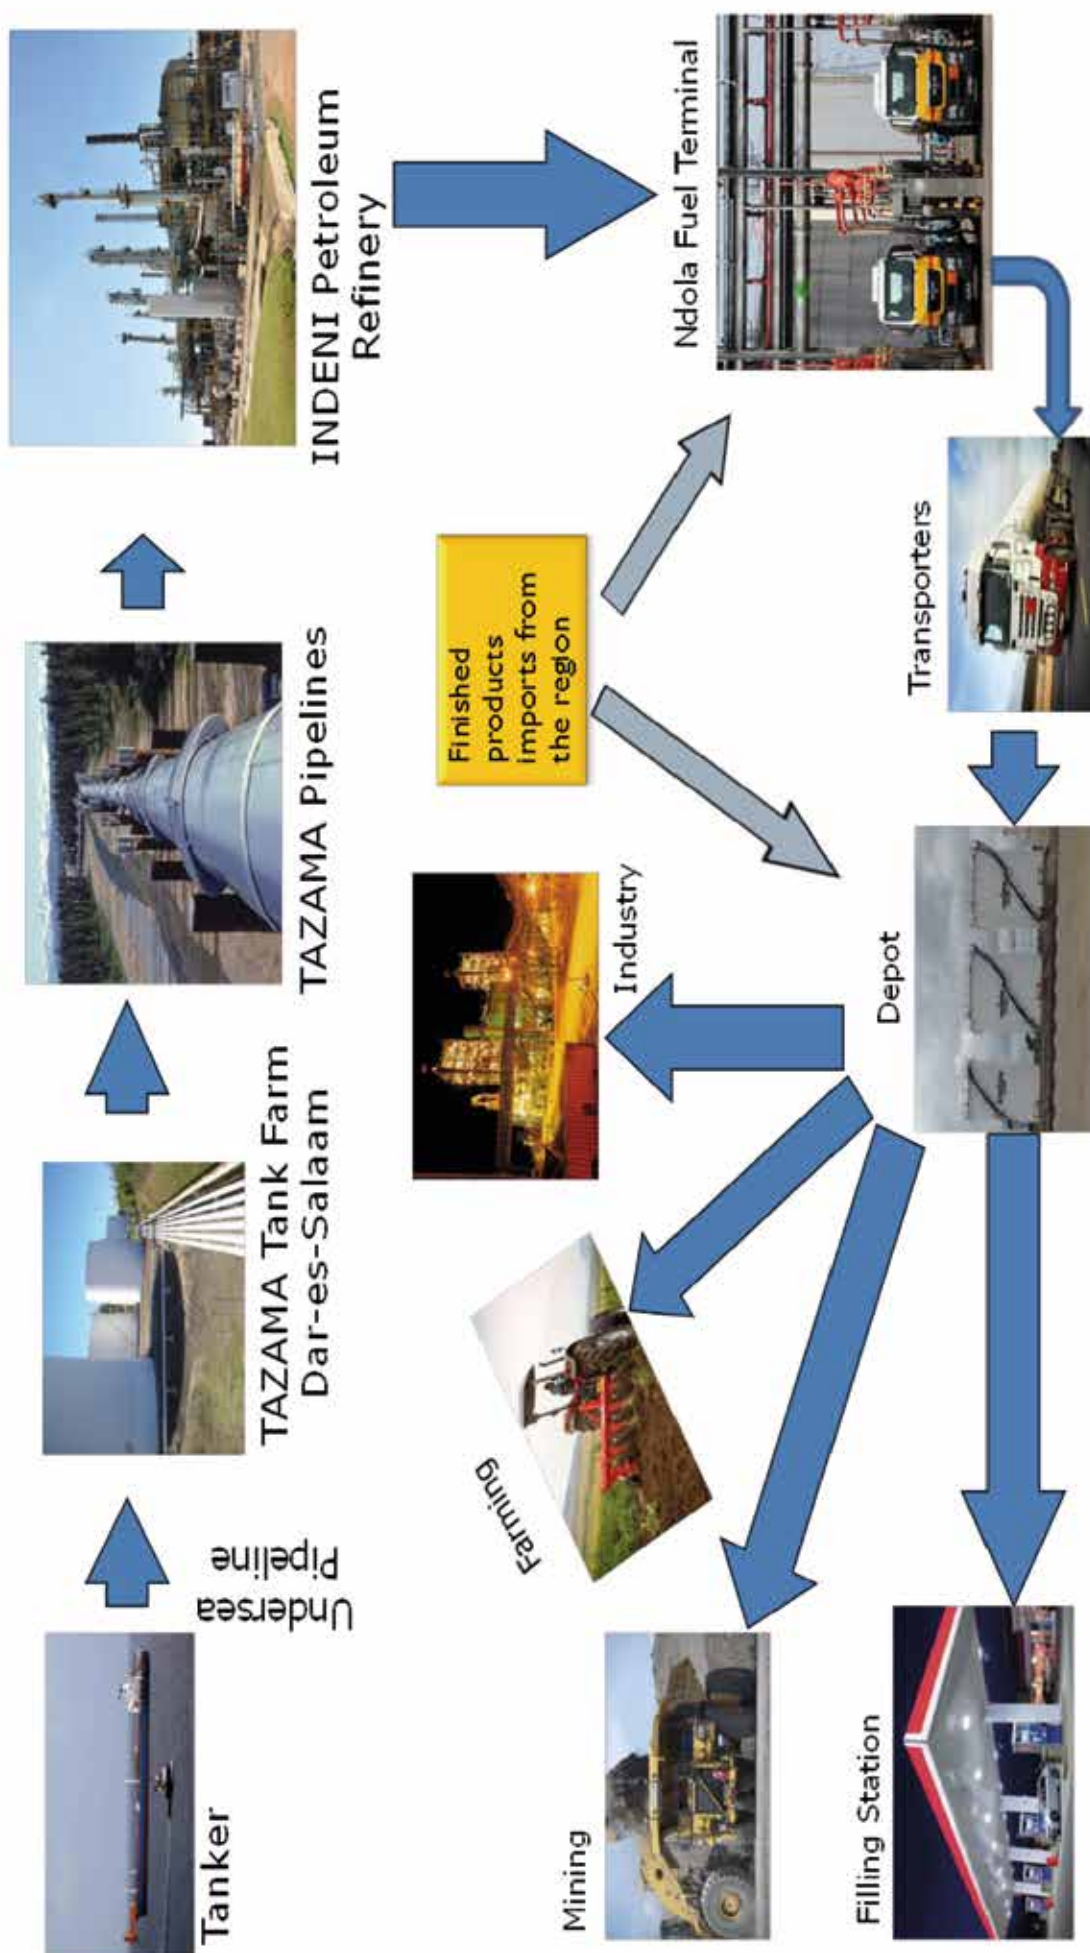 Tanker
Undersea
Pipeline
TAZAMA Tank Farm
Dar-es-Salaam
TAZAMA Pipelines
INDENI Petroleum
Refinery
Finished
products
imports from
the region
Ndola Fuel Terminal
Transporters
Depot
Industry
Farming
Mining
Filling Station